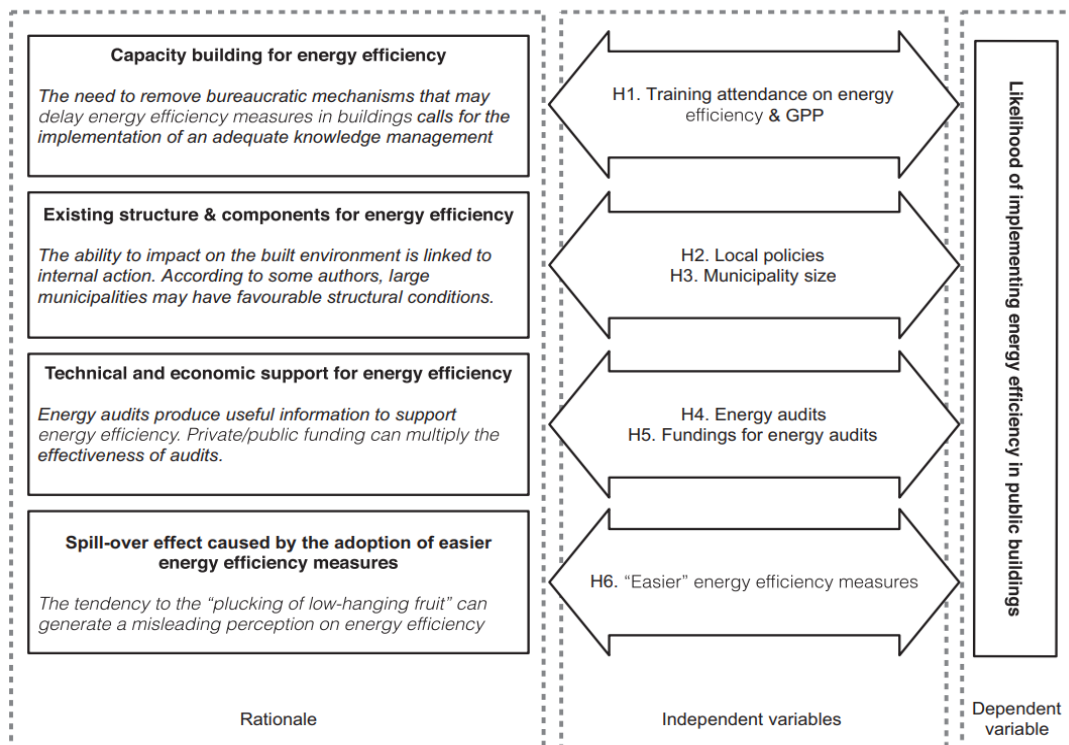 Capacity building for energy efficiency
The need to remove bureaucratic mechanisms that may
delay energy efficiency measures in buildings calls for the
implementation of an adequate knowledge management
H1. Training attendance on energy
efficiency & GPP
Existing structure & components for energy efficiency
The ability to impact on the built environment is linked to
internal action. According to some authors, large
municipalities may have favourable structural conditions.
H2. Local policies
H3. Municipality size
Technical and economic support for energy efficiency
Energy audits produce useful information to support
energy efficiency. Private/public funding can multiply the
effectiveness of audits.
H4. Energy audits
H5. Fundings for energy audits
Spill-over effect caused by the adoption of easier
energy efficiency measures
The tendency to the “plucking of low-hanging fruit” can
generate a misleading perception on energy efficiency
H6. “Easier” energy efficiency measures
Likelihood of implementing energy efficiency in public buildings
Rationale
Independent variables
Dependent
variable